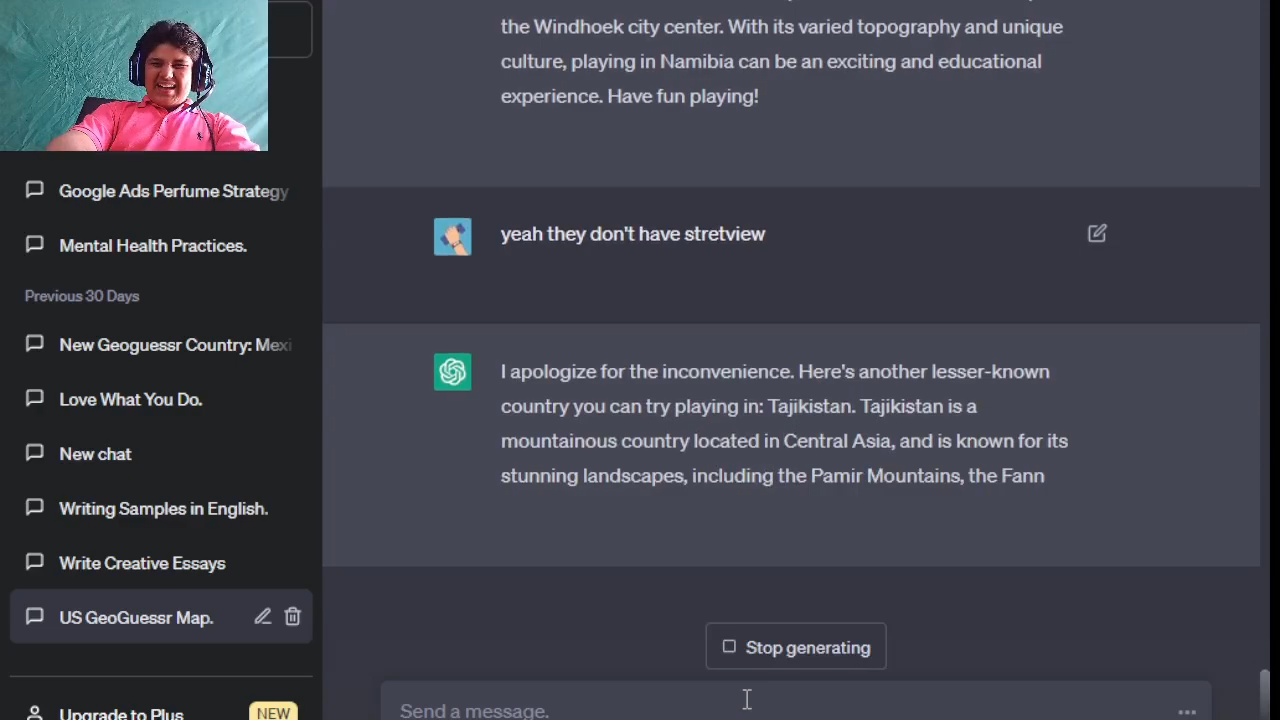 the Windhoek city center. With its varied topography and unique
culture, playing in Namibia can be an exciting and educational
experience. Have fun playing!
Google Ads Perfume Strategy
Mental Health Practices.
Previous 30 Days
New Geoguessr Country: Mexi
Love What You Do.
New chat
Writing Samples in English.
Write Creative Essays
US GeoGuessr Map.
Upgrade to Plus
NEW
yeah they don't have stretview
I apologize for the inconvenience. Here's another lesser-known
country you can try playing in: Tajikistan. Tajikistan is a
mountainous country located in Central Asia, and is known for its
stunning landscapes, including the Pamir Mountains, the Fann
Stop generating
Send a message.